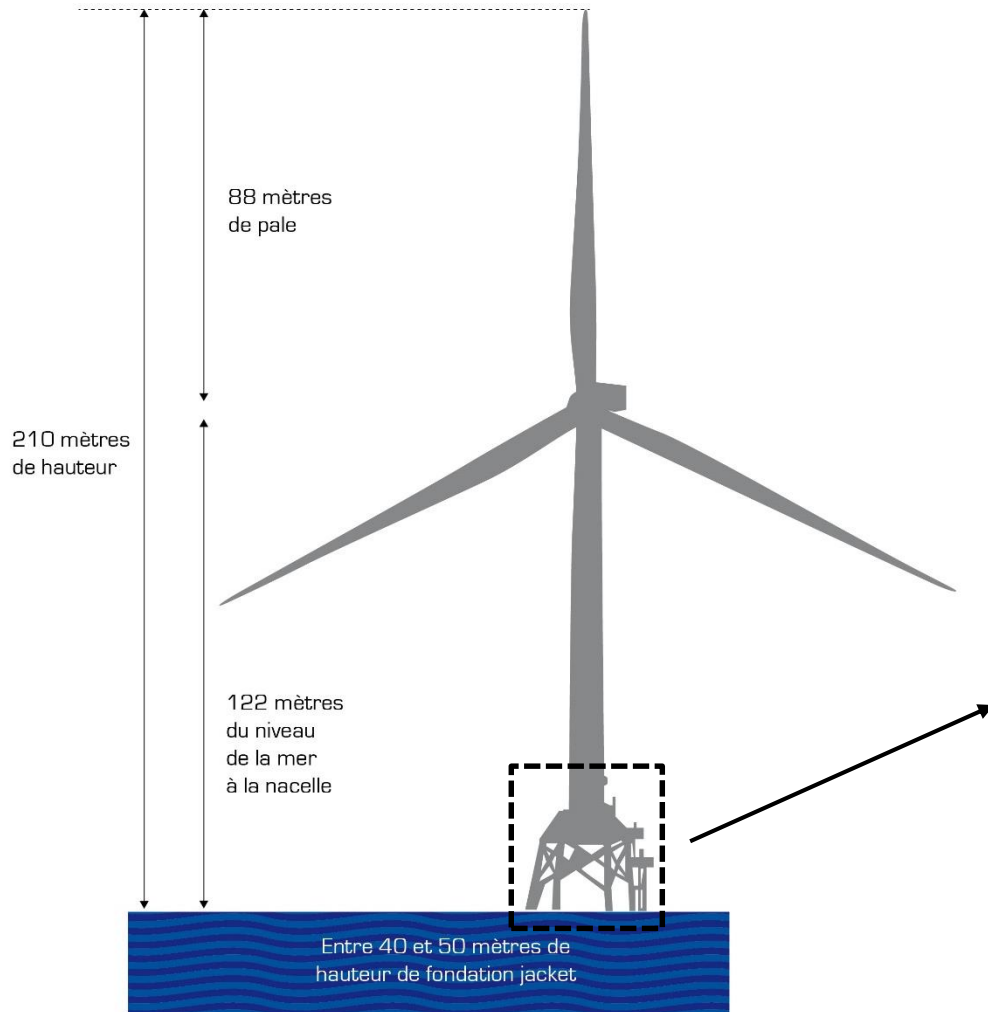 88 mètres
de pale
210 mètres
de hauteur
122 mètres
du niveau
de la mer
à la nacelle
Entre 40 et 50 mètres de
hauteur de fondation jacket